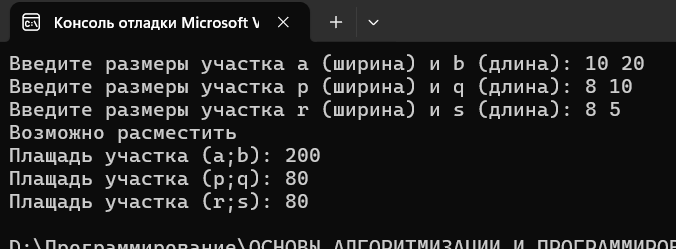 Консоль отладки Microsoft V
Введите размеры участка a (ширина) и b (длина): 10 20
Введите размеры участка p (ширина) и q (длина): 8 10
Введите размеры участка r (ширина) и s (длина): 8 5
Возможно расместить
Плащадь участка (a;b): 200
Плащадь участка (p;q): 80
Плащадь участка (r;s): 80
D:\Программирование\ОСНОВЫ АЛГОРИТМИЗАЦИИ И ПРОГРАММИРОВ